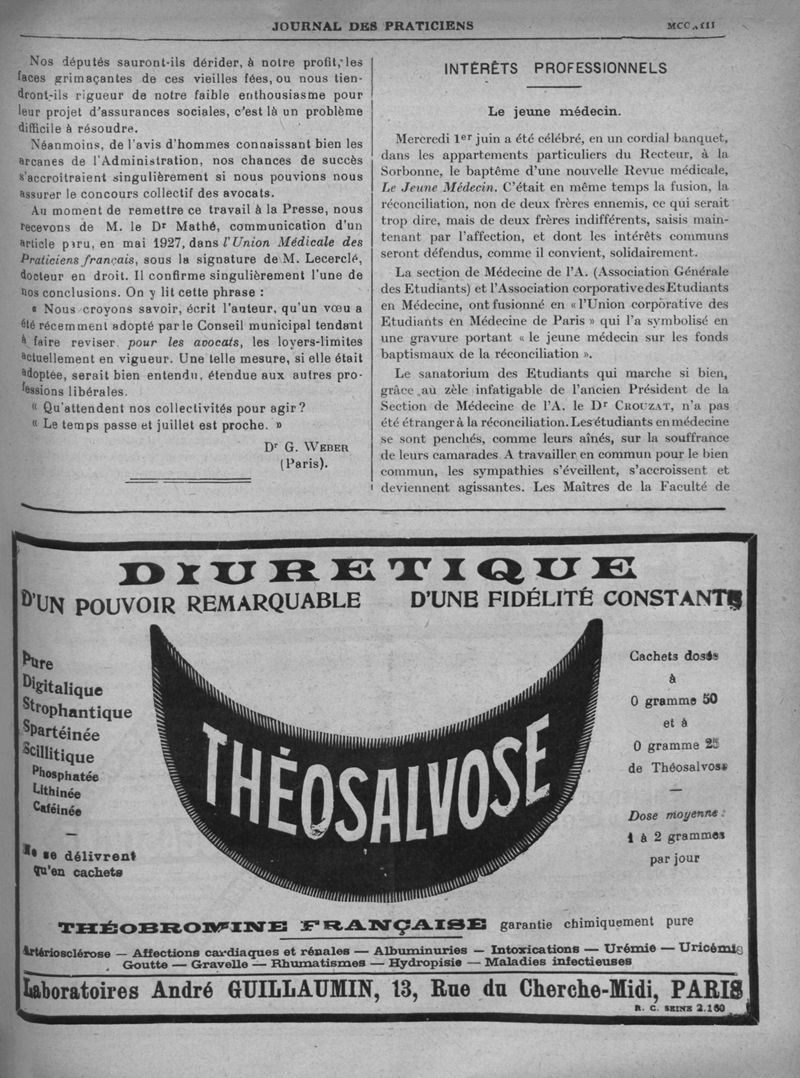 JOURNAL DES PRATICIENS
Nos députés sauront-ils dérider, à notre profit, les
faces grimaçantes de ces vieilles fées, ou nous tien-
dront-ils rigueur de notre faible enthousiasme pour
leur projet d'assurances sociales, c'est là un problème
difficile à résoudre.
Néanmoins, de l'avis d'hommes connaissant bien les
arcanes de l'Administration, nos chances de succès
s'accroîtraient singulièrement si nous pouvions nous
assurer le concours collectif des avocats.
Au moment de remettre ce travail à la Presse, nous
recevons de M. le Dr Mathé, communication d'un
article paru, en mai 1927, dans l'Union Médicale des
Praticiens français, sous la signature de M. Lecerclé,
docteur en droit. Il confirme singulièrement l'une de
nos conclusions. On y lit cette phrase :
« Nous croyons savoir, écrit l'auteur, qu'un vœu a
été récemment adopté par le Conseil municipal tendant
à faire reviser, pour les avocats, les loyers-limites
actuellement en vigueur. Une telle mesure, si elle était
adoptée, serait bien entendu, étendue aux autres pro-
fessions libérales.
« Qu'attendent nos collectivités pour agir ?
« Le temps passe et juillet est proche. »
Dr G. WEBER
(Paris).
INTÉRÊTS PROFESSIONNELS
Le jeune médecin.
Mercredi 1er juin a été célébré, en un cordial banquet,
dans les appartements particuliers du Recteur, à la
Sorbonne, le baptême d'une nouvelle Revue médicale,
Le Jeune Médecin. C'était en même temps la fusion, la
réconciliation, non de deux frères ennemis, ce qui serait
trop dire, mais de deux frères indifférents, saisis main-
tenant par l'affection, et dont les intérêts communs
seront défendus, comme il convient, solidairement.
La section de Médecine de l'A. (Association Générale
des Etudiants) et l'Association corporative des Etudiants
en Médecine, ont fusionné en « l'Union corporative des
Etudiants en Médecine de Paris » qui l'a symbolisé en
une gravure portant « le jeune médecin sur les fonds
baptismaux de la réconciliation ».
Le sanatorium des Etudiants qui marche si bien,
grâce au zèle infatigable de l'ancien Président de la
Section de Médecine de l'A. le Dr CROUZAT, n'a pas
été étranger à la réconciliation. Les étudiants en médecine
se sont penchés, comme leurs aînés, sur la souffrance
de leurs camarades. A travailler en commun pour le bien
commun, les sympathies s'éveillent, s'accroissent et
deviennent agissantes. Les Maîtres de la Faculté de
DIURETIQUE
D'UN POUVOIR REMARQUABLE D'UNE FIDÉLITÉ CONSTANTE
Pure
Digitalique
Strophantique
Spartéinée
Scillitique
Phosphatée
Lithinée
Caféinée
—
Ne se délivrent
qu'en cachets
THÉOSALVOSE
Cachets dosés
à
0 gramme 50
et à
0 gramme 25
de Théosalvose
—
Dose moyenne :
1 à 2 grammes
par jour
THÉOBROMINE FRANÇAISE garantie chimiquement pure
Artériosclérose — Affections cardiaques et rénales — Albuminuries — Intoxications — Urémie — Uricémie
Goutte — Gravelle — Rhumatismes — Hydropisie — Maladies infectieuses
Laboratoires André GUILLAUMIN, 13, Rue du Cherche-Midi, PARIS
R. C. SEINE 2.160